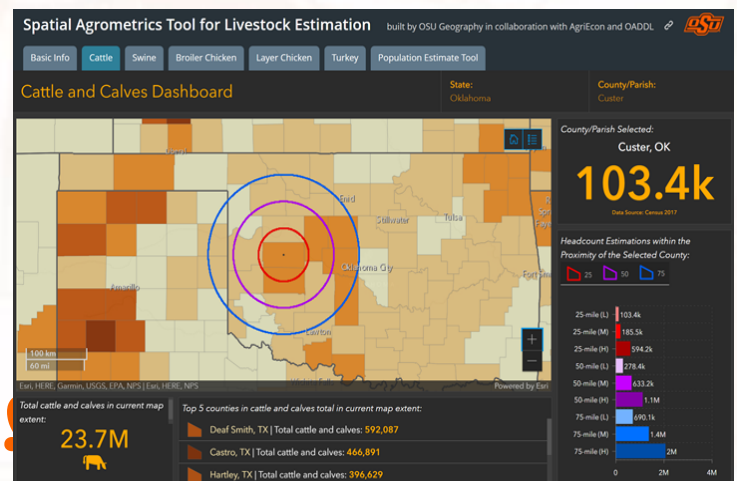 Spatial Agrometrics Tool for Livestock Estimation
built by OSU Geography in collaboration with AgriEcon and OADDL
OSU
Basic Info
Cattle
Swine
Broiler Chicken
Layer Chicken
Turkey
Population Estimate Tool
Cattle and Calves Dashboard
State:
Oklahoma
County/Parish:
Custer
Enid
Stillwater
Tulsa
Oklahoma City
Amarillo
Lawton
100 km
60 mi
Esri, HERE, Garmin, USGS, EPA, NPS | Esri, HERE, NPS
Powered by Esri
County/Parish Selected:
Custer, OK
103.4k
Data Source: Census 2017
Headcount Estimations within the
Proximity of the Selected County:
25
50
75
25-mile (L)
103.4k
25-mile (M)
185.5k
25-mile (H)
594.2k
50-mile (L)
278.4k
50-mile (M)
633.2k
50-mile (H)
1.1M
75-mile (L)
690.1k
75-mile (M)
1.4M
75-mile (H)
2M
0
2M
4M
Total cattle and calves in current map
extent:
23.7M
Top 5 counties in cattle and calves total in current map extent:
Deaf Smith, TX | Total cattle and calves: 592,087
Castro, TX | Total cattle and calves: 466,891
Hartley, TX | Total cattle and calves: 396,629